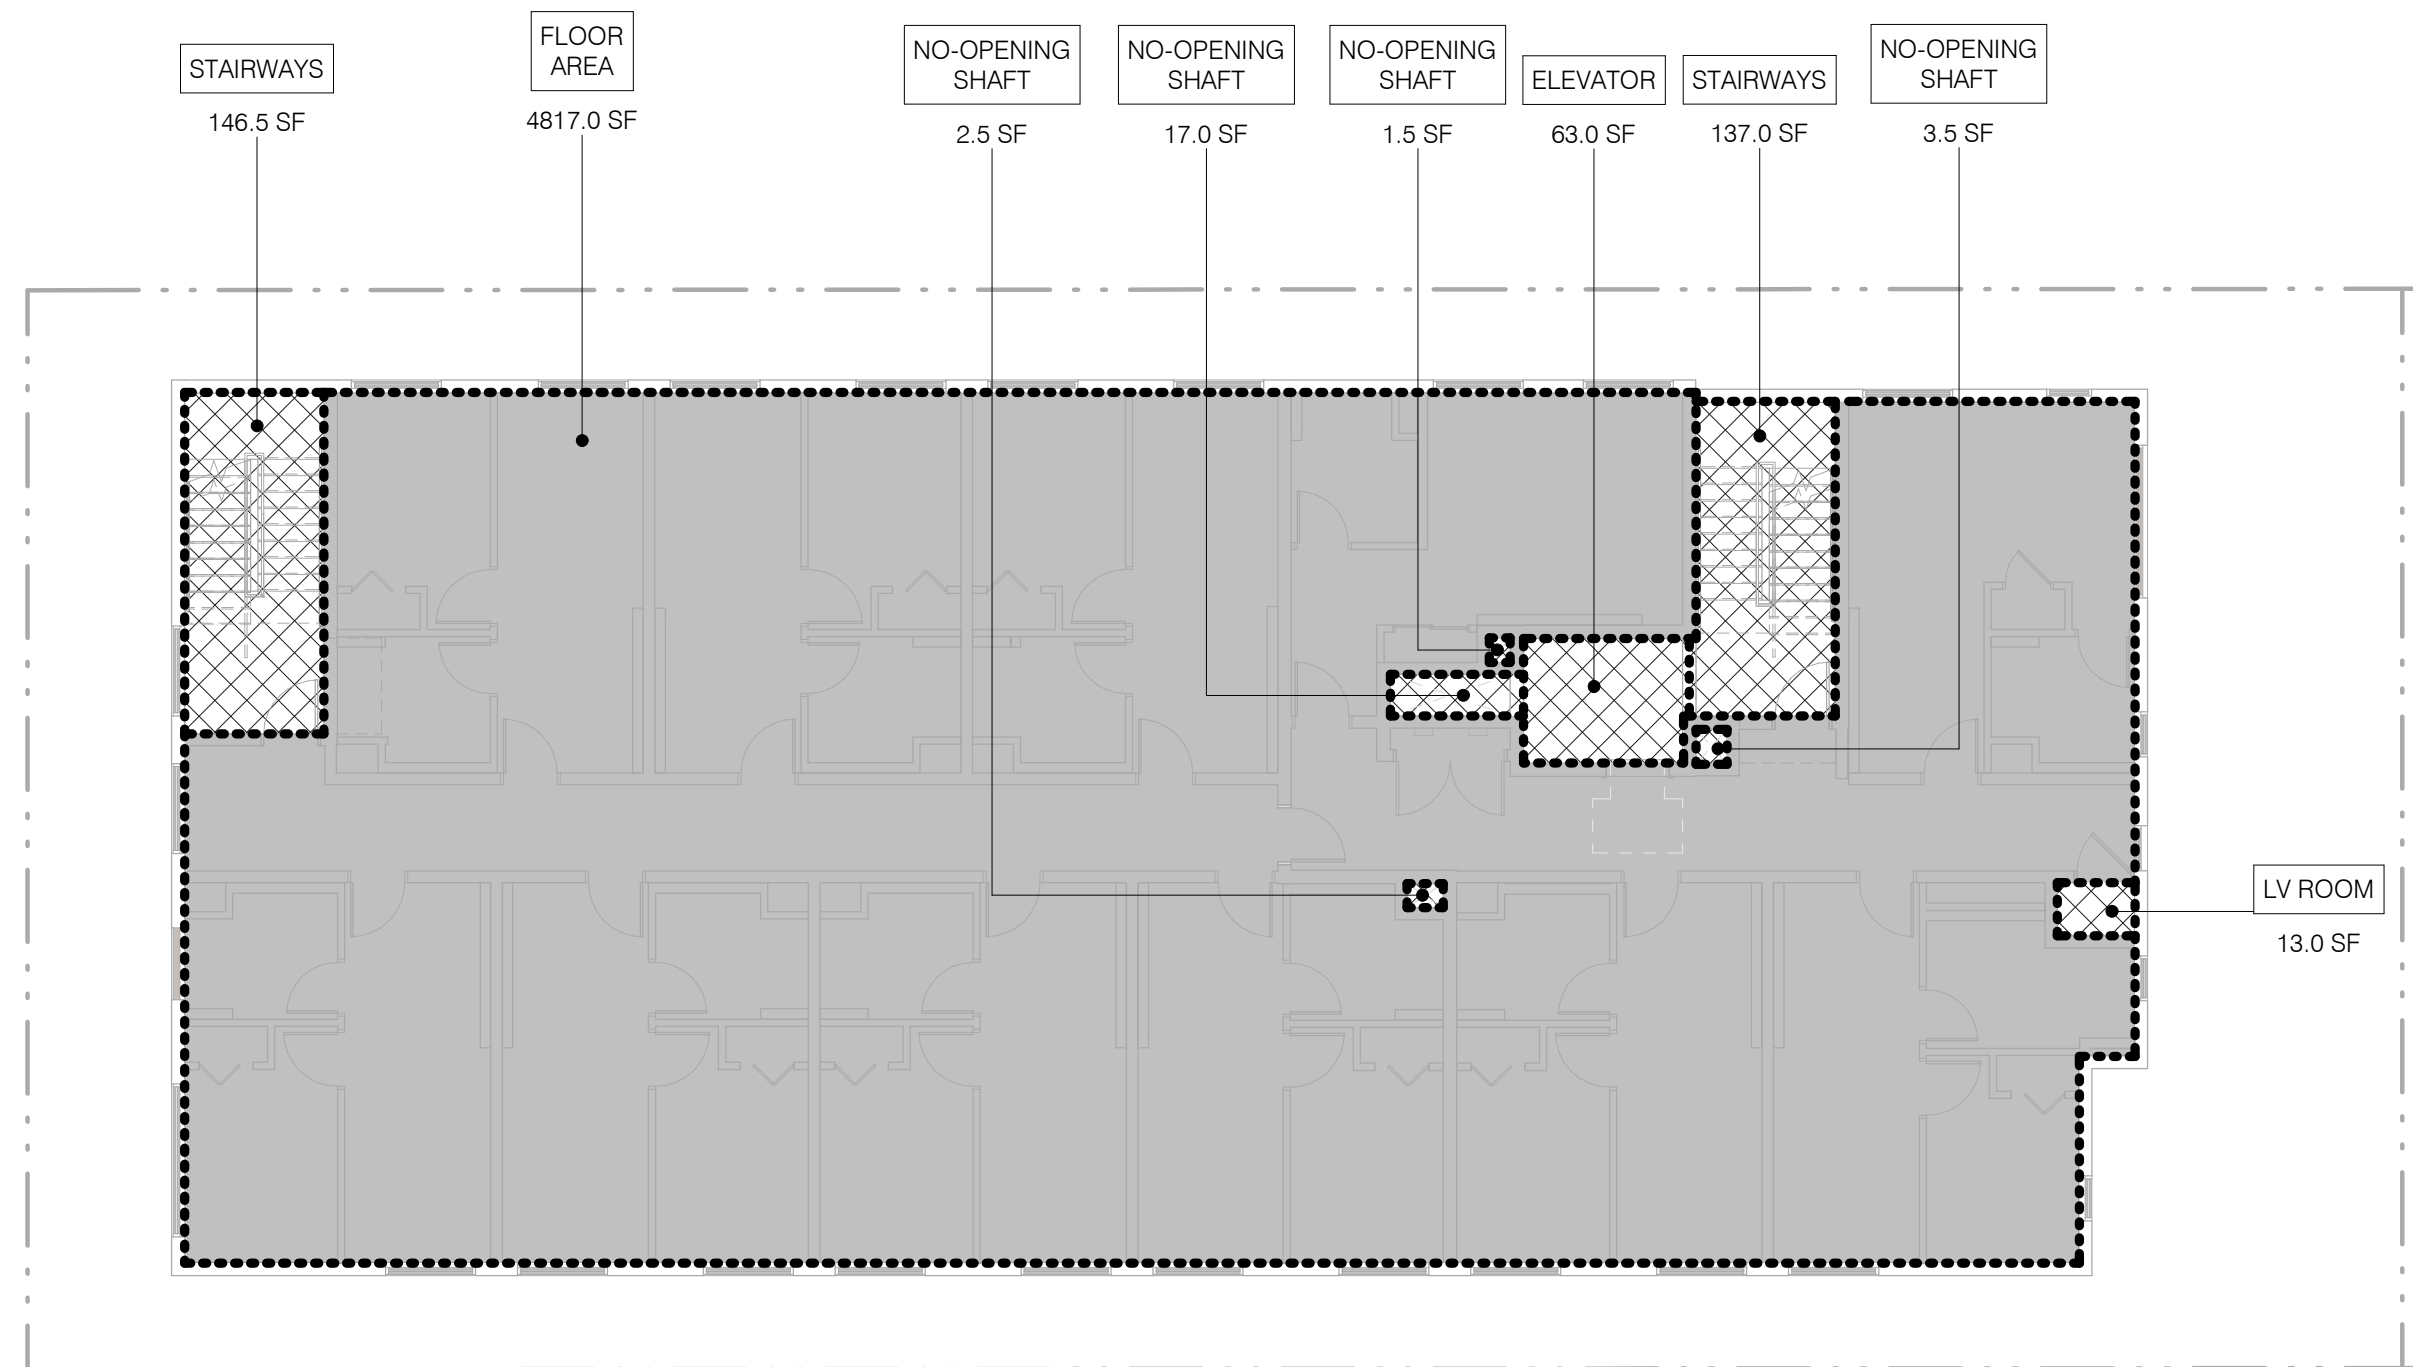 STAIRWAYS
146.5 SF
FLOOR
AREA
4817.0 SF
NO-OPENING
SHAFT
2.5 SF
NO-OPENING
SHAFT
17.0 SF
NO-OPENING
SHAFT
1.5 SF
ELEVATOR
63.0 SF
STAIRWAYS
137.0 SF
NO-OPENING
SHAFT
3.5 SF
LV ROOM
13.0 SF